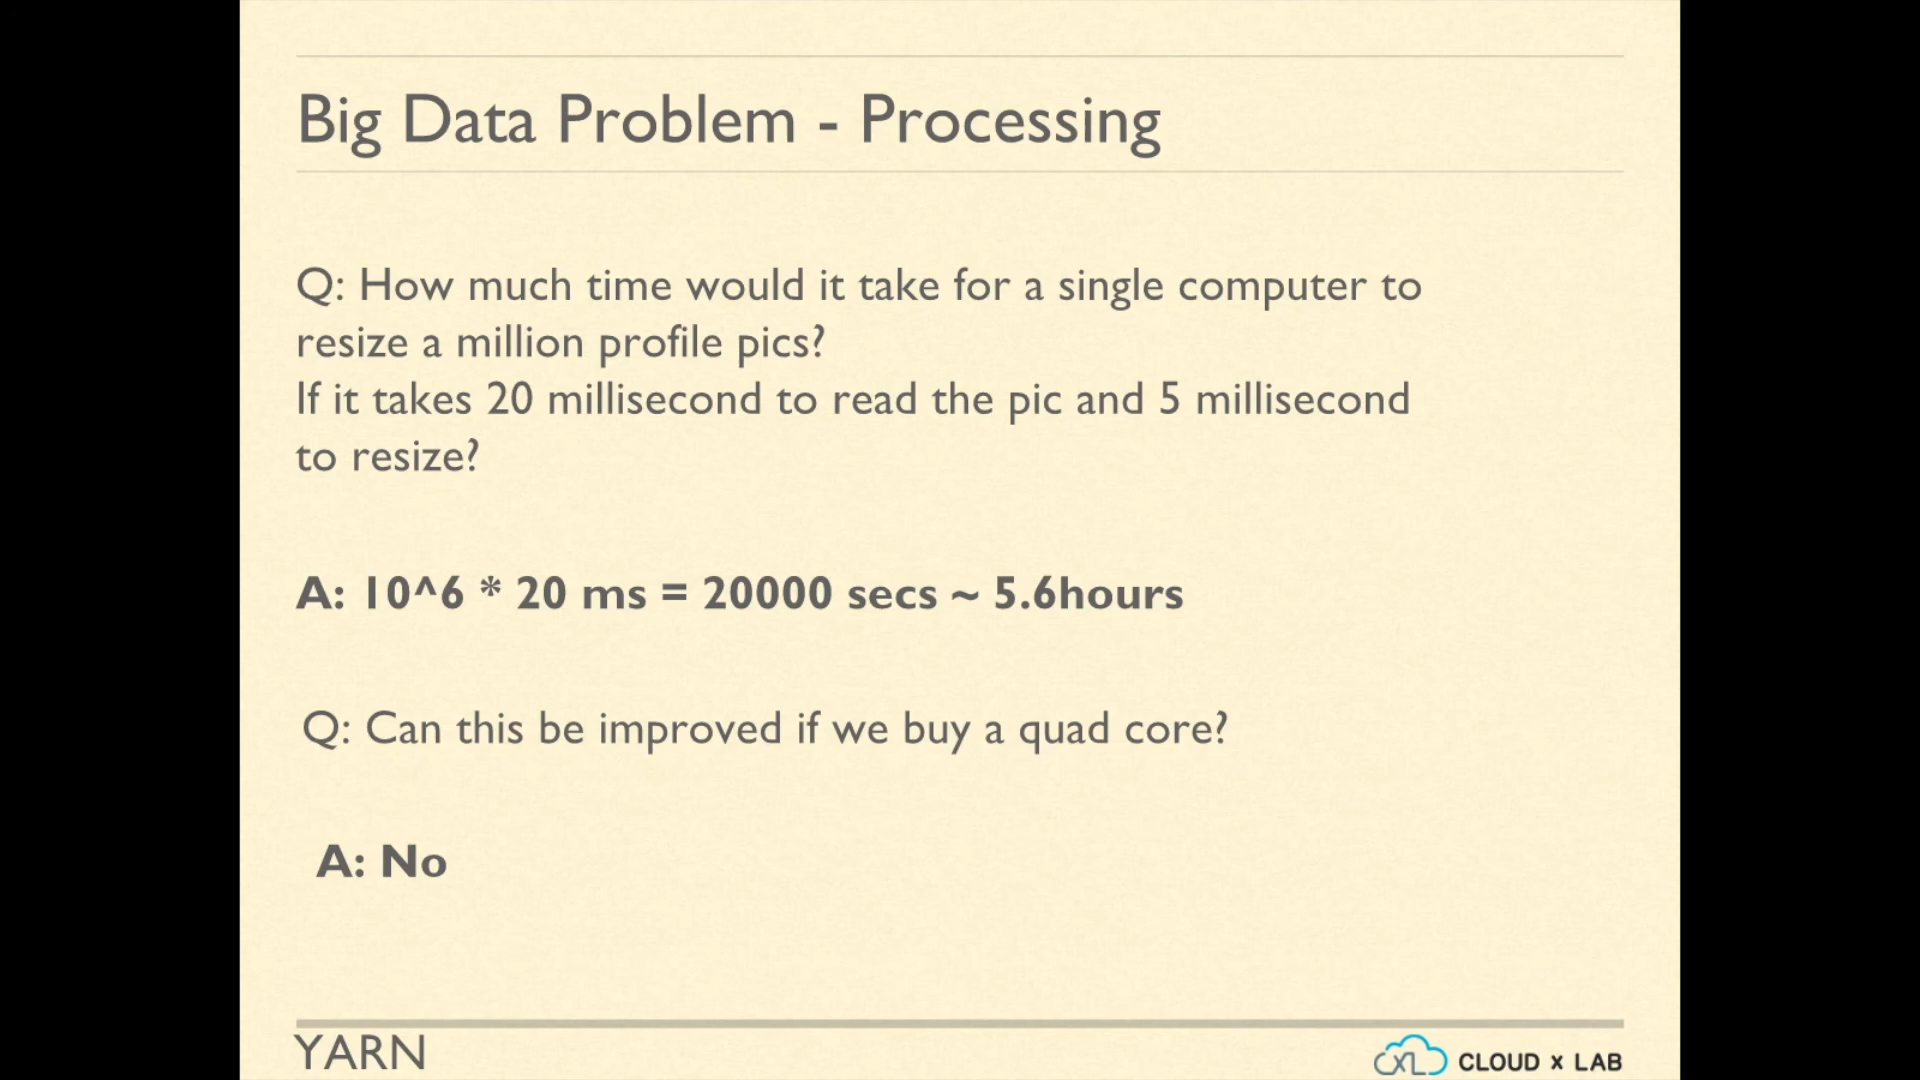 Big Data Problem - Processing
Q: How much time would it take for a single computer to
resize a million profile pics?
If it takes 20 millisecond to read the pic and 5 millisecond
to resize?
A: 10^6 * 20 ms = 20000 secs ~ 5.6hours
Q: Can this be improved if we buy a quad core?
A: No
YARN
CXL CLOUD x LAB